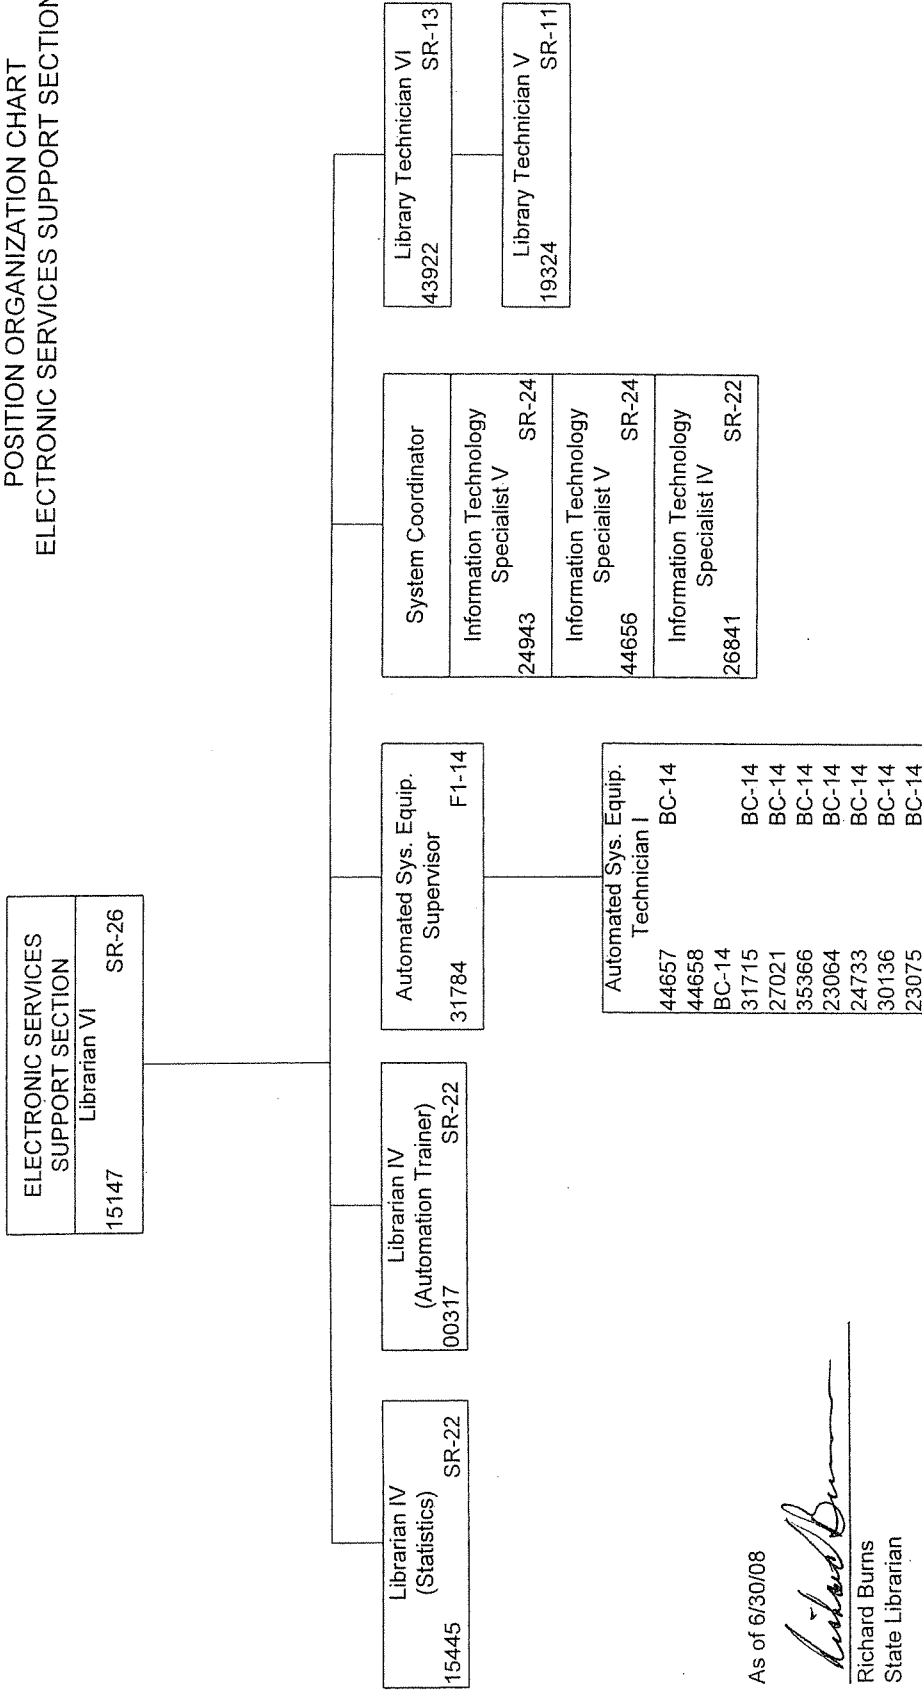 POSITION ORGANIZATION CHART
ELECTRONIC SERVICES SUPPORT SECTION
ELECTRONIC SERVICES
SUPPORT SECTION
Librarian VI
15147 SR-26
Librarian IV
(Statistics)
15445 SR-22
Librarian IV
(Automation Trainer)
00317 SR-22
Automated Sys. Equip.
Supervisor
31784 F1-14
Automated Sys. Equip.
Technician I
44657 BC-14
44658
BC-14
31715 BC-14
27021 BC-14
35366 BC-14
23064 BC-14
24733 BC-14
30136 BC-14
23075 BC-14
System Coordinator
Information Technology
Specialist V
24943 SR-24
Information Technology
Specialist V
44656 SR-24
Information Technology
Specialist IV
26841 SR-22
Library Technician VI
43922 SR-13
Library Technician V
19324 SR-11
As of 6/30/08
Richard Burns
Richard Burns
State Librarian